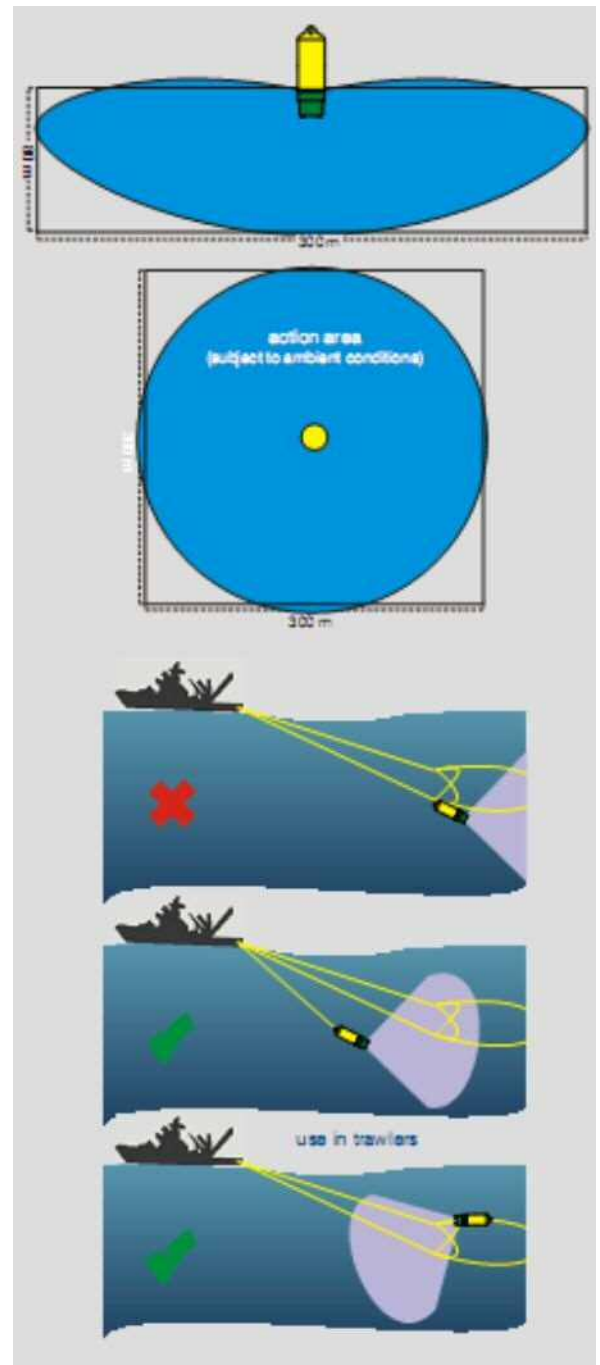 300 m
action area
(subject to ambient conditions)
300 m
use in trawlers